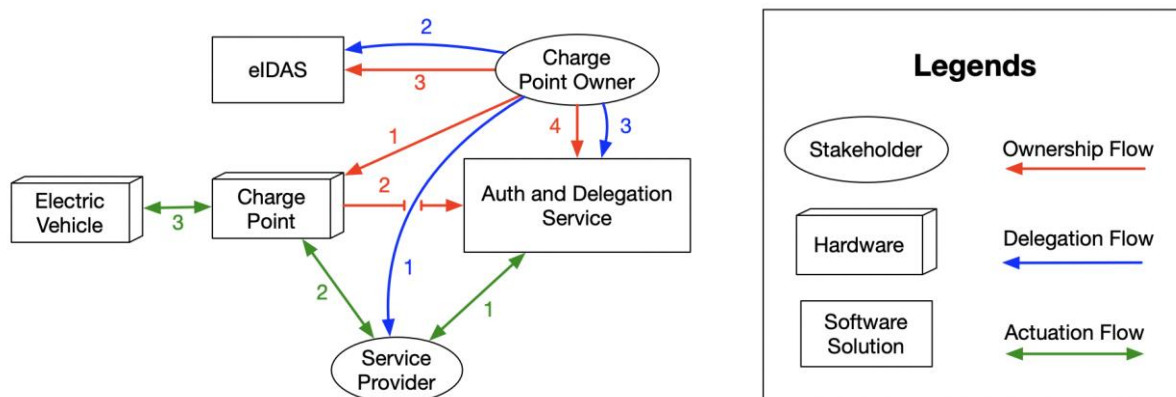 2
eIDAS
3
Charge
Point Owner
1
4
3
Electric
Vehicle
3
Charge
Point
2
Auth and Delegation
Service
2
1
1
Service
Provider
Legends
Stakeholder
Ownership Flow
Hardware
Delegation Flow
Software
Solution
Actuation Flow